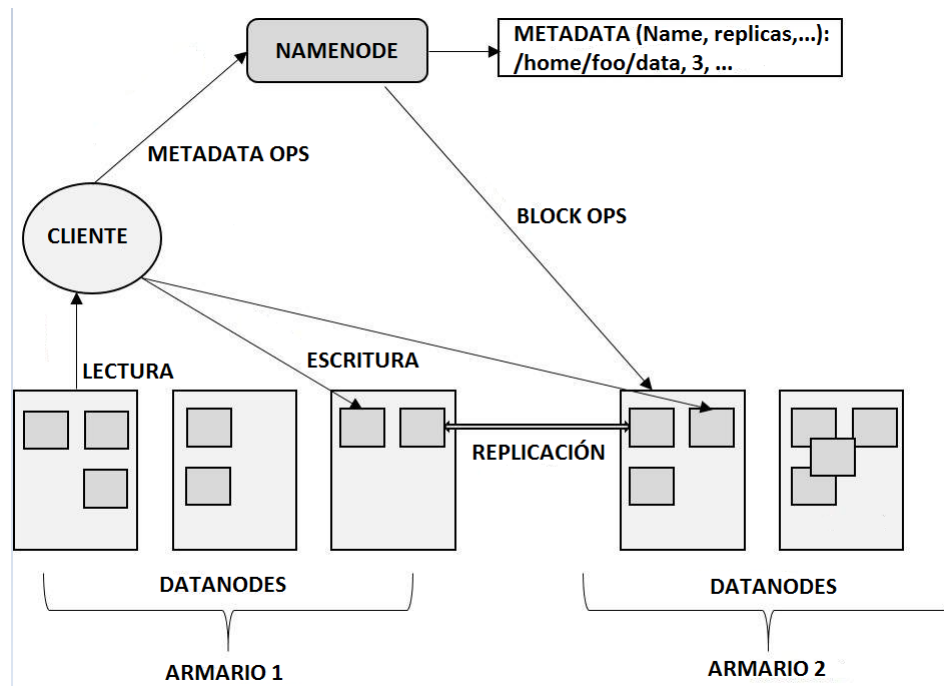 NAMENODE
METADATA (Name, replicas,...):
/home/foo/data, 3, ...
METADATA OPS
BLOCK OPS
CLIENTE
LECTURA
ESCRITURA
REPLICACIÓN
DATANODES
DATANODES
ARMARIO 1
ARMARIO 2